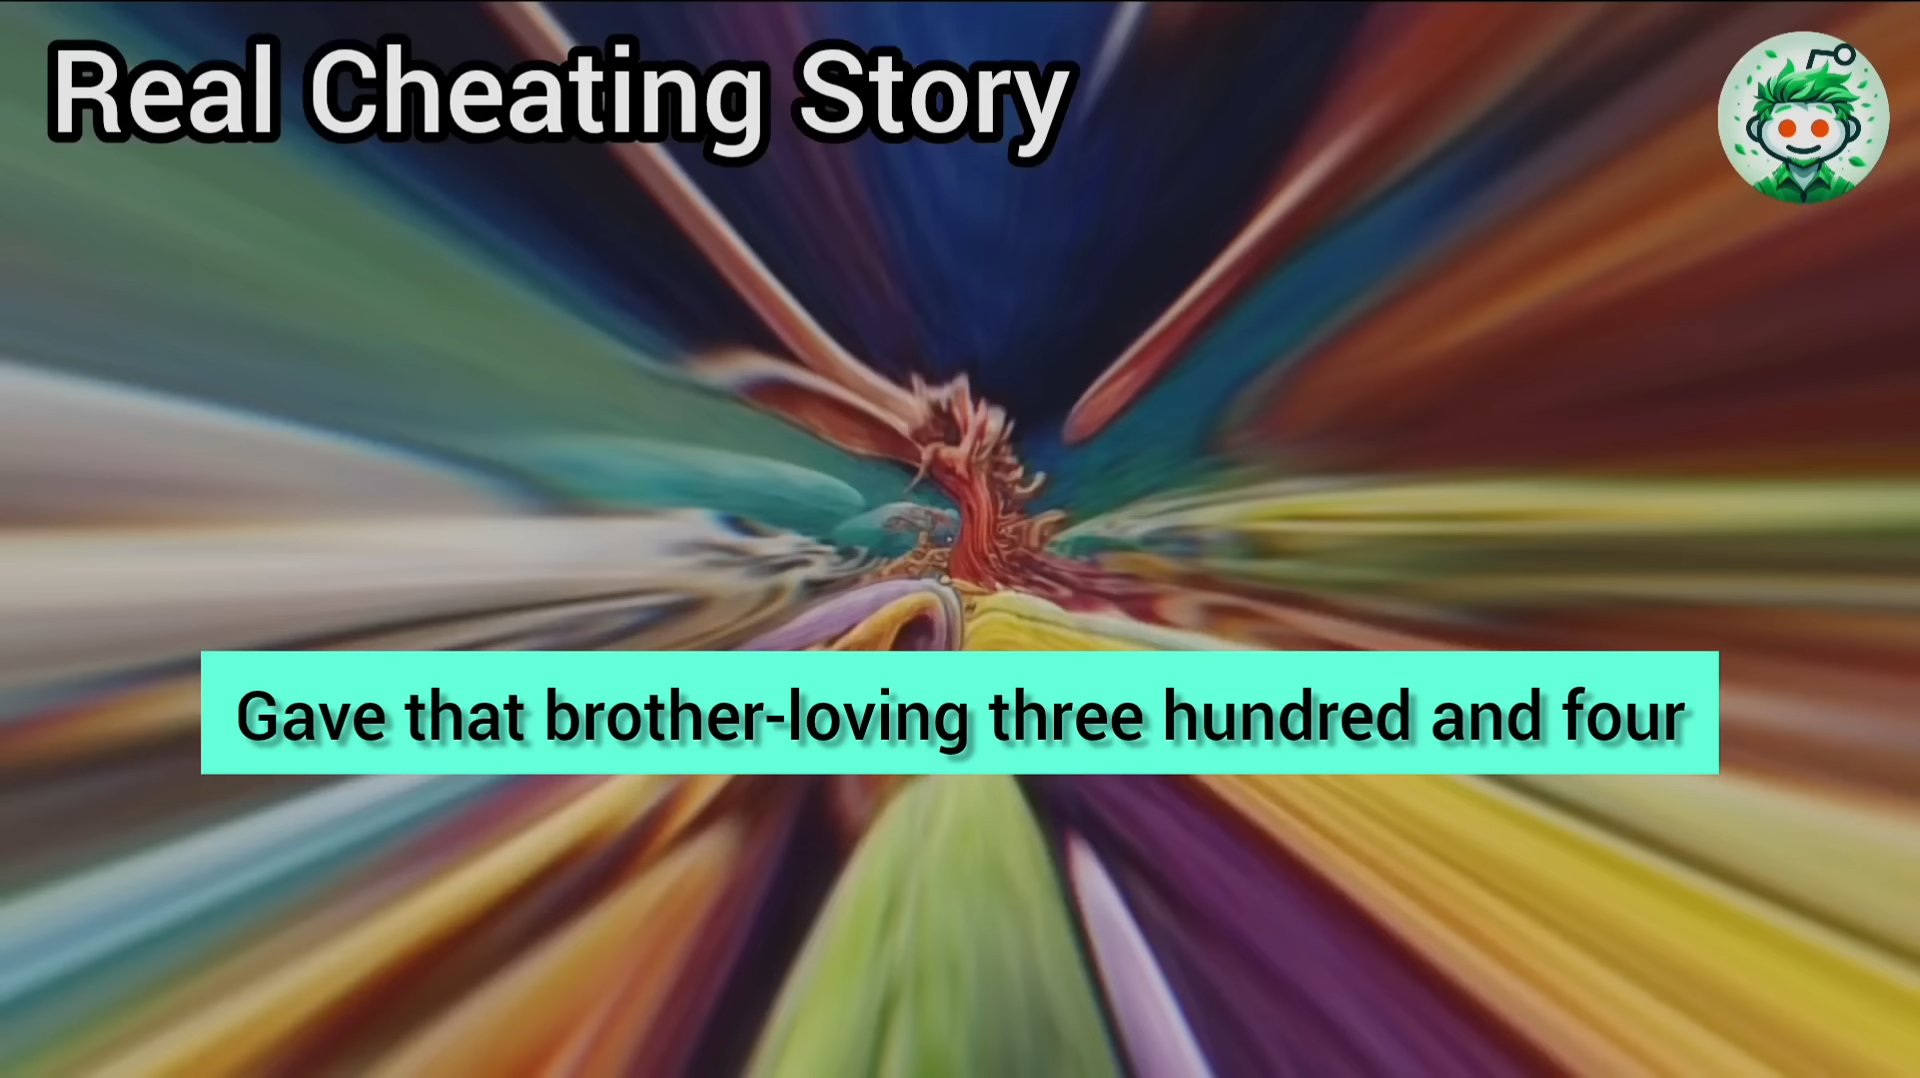 Real Cheating Story
Gave that brother-loving three hundred and four